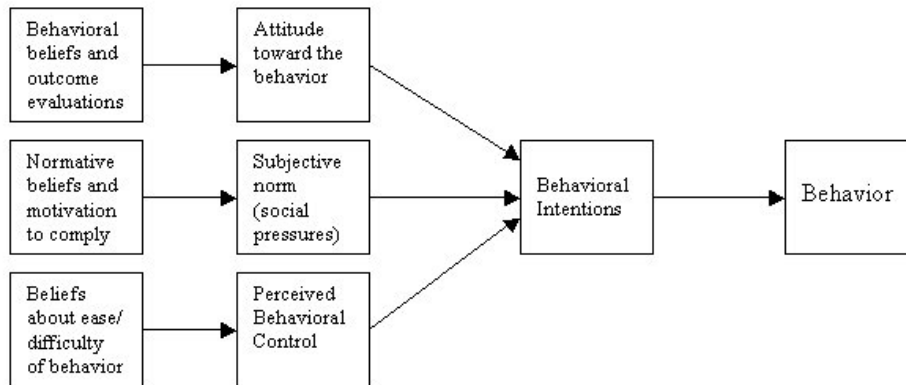 Behavioral
beliefs and
outcome
evaluations
Attitude
toward the
behavior
Normative
beliefs and
motivation
to comply
Subjective
norm
(social
pressures)
Behavioral
Intentions
Behavior
Beliefs
about ease/
difficulty
of behavior
Perceived
Behavioral
Control